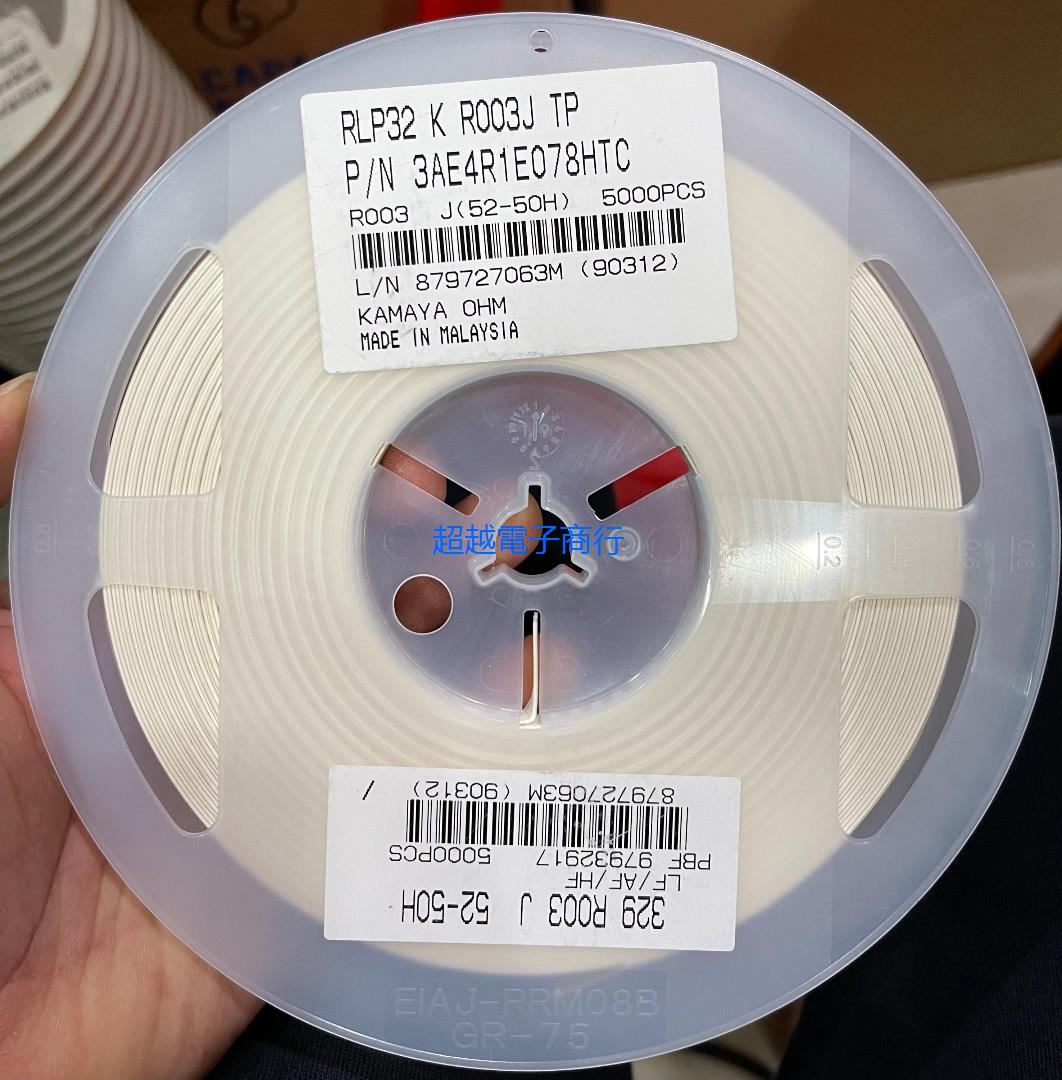 RLP32 K R003J TP
P/N 3AE4R1E078HTC
R003 J(52-50H) 5000PCS
L/N 879727063M (90312)
KAMAYA OHM
MADE IN MALAYSIA
超越電子商行
0.2
0.8
0.8
329 R003 J 52-50H
LF/AF/HF
PBF 97932917 5000PCS
879727063M (90312) /
EIAJ-RRM08B
GR-75